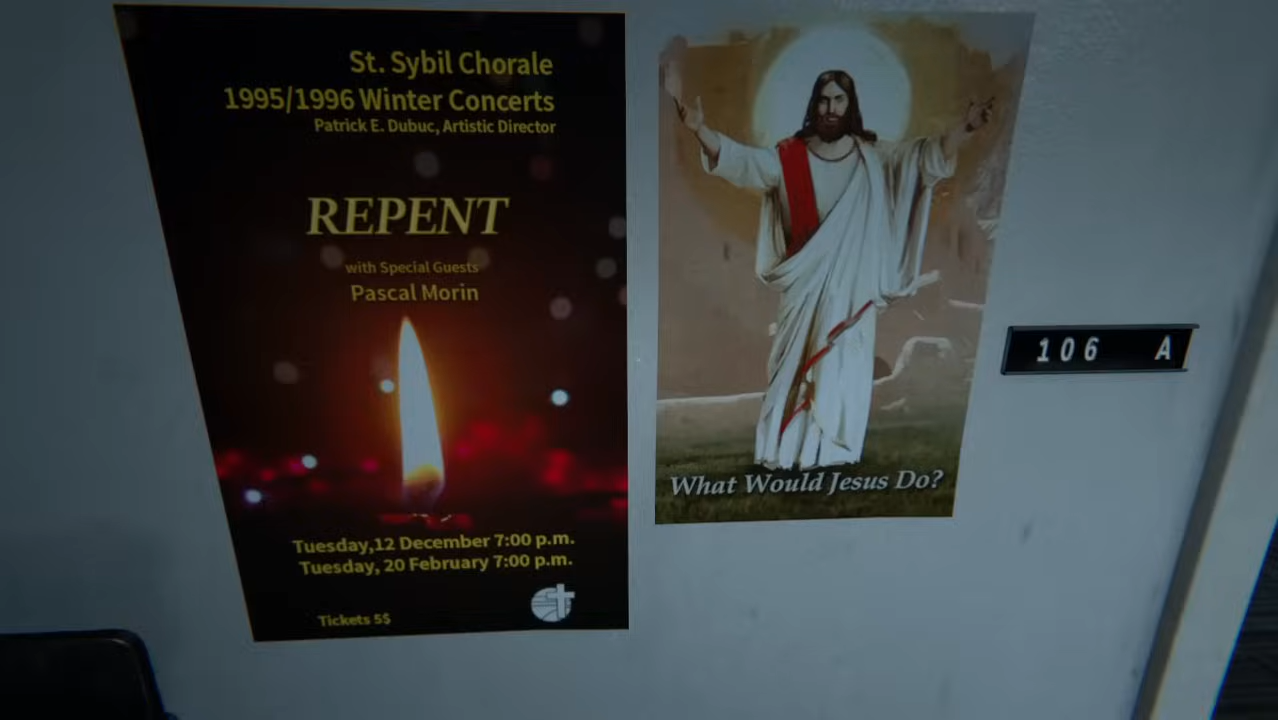 St. Sybil Chorale
1995/1996 Winter Concerts
Patrick E. Dubuc, Artistic Director
REPENT
with Special Guests
Pascal Morin
Tuesday,12 December 7:00 p.m.
Tuesday, 20 February 7:00 p.m.
Tickets 5$
What Would Jesus Do?
106 A